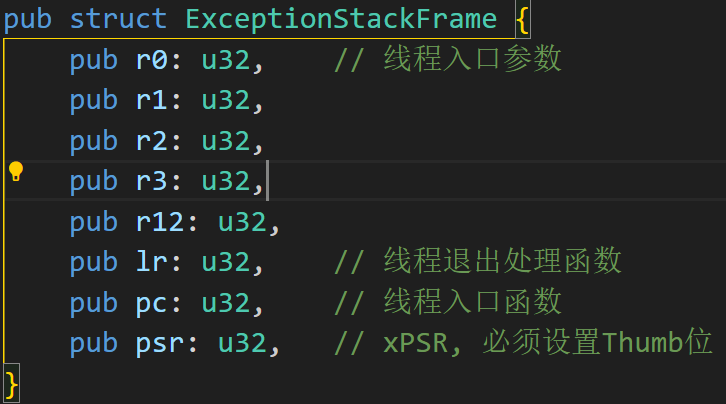 pub struct ExceptionStackFrame {
    pub r0: u32,    // 线程入口参数
    pub r1: u32,
    pub r2: u32,
    pub r3: u32,
    pub r12: u32,
    pub lr: u32,    // 线程退出处理函数
    pub pc: u32,    // 线程入口函数
    pub psr: u32,   // xPSR, 必须设置Thumb位
}